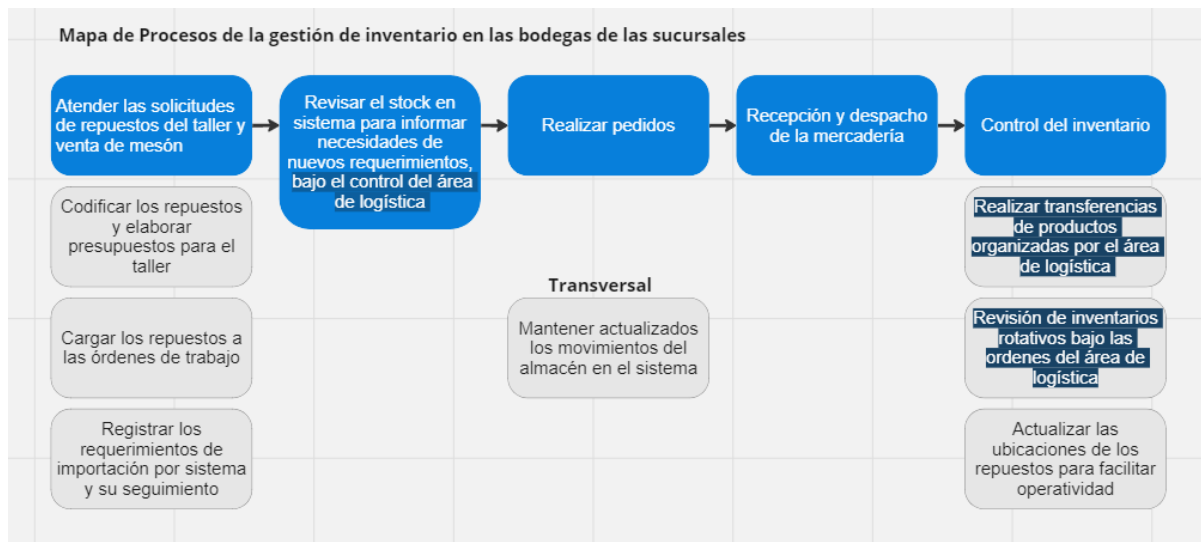 Mapa de Procesos de la gestión de inventario en las bodegas de las sucursales
Atender las solicitudes
de repuestos del taller y
venta de mesón
Revisar el stock en
sistema para informar
necesidades de
nuevos requerimientos,
bajo el control del área
de logística
Realizar pedidos
Recepción y despacho
de la mercadería
Control del inventario
Codificar los repuestos
y elaborar
presupuestos para el
taller
Cargar los repuestos a
las órdenes de trabajo
Registrar los
requerimientos de
importación por sistema
y su seguimiento
Transversal
Mantener actualizados
los movimientos del
almacén en el sistema
Realizar transferencias
de productos
organizadas por el área
de logística
Revisión de inventarios
rotativos bajo las
ordenes del área de
logística
Actualizar las
ubicaciones de los
repuestos para facilitar
operatividad